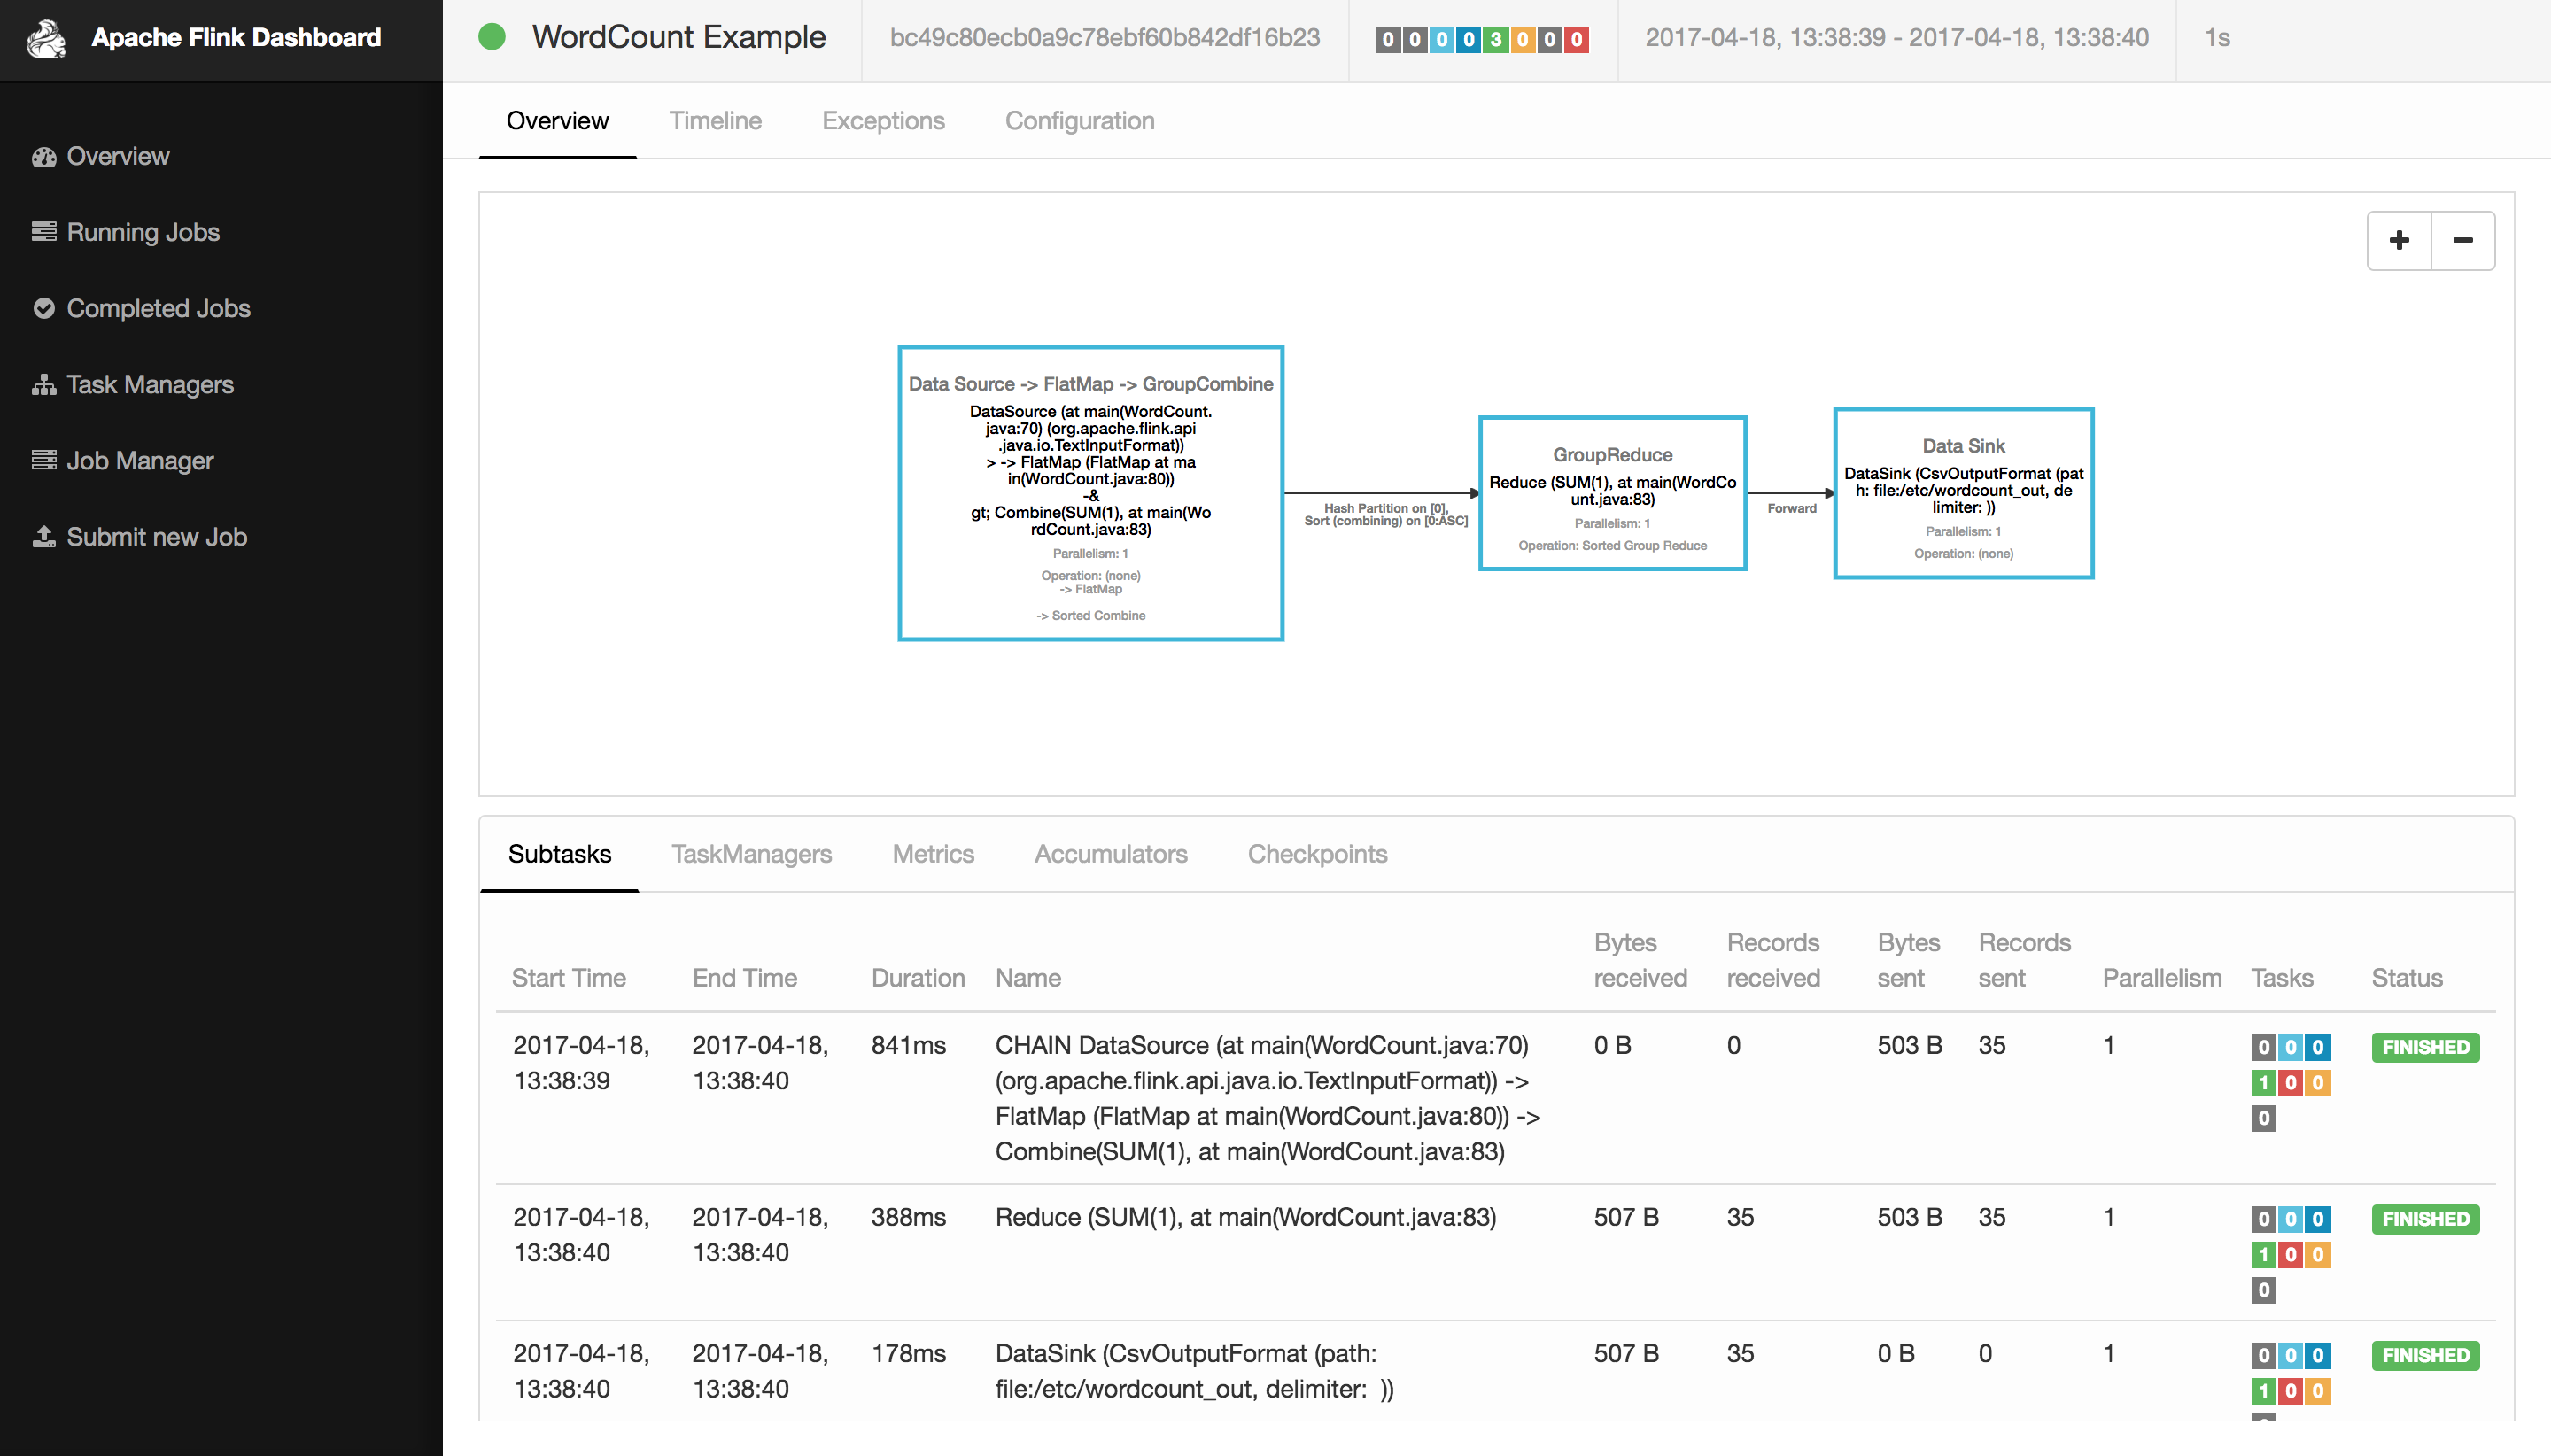 Apache Flink Dashboard
Overview
Running Jobs
Completed Jobs
Task Managers
Job Manager
Submit new Job
WordCount Example
bc49c80ecb0a9c78ebf60b842df16b23
0 0 0 0 3 0 0 0
2017-04-18, 13:38:39 - 2017-04-18, 13:38:40
1s
Overview Timeline Exceptions Configuration
+ −
Data Source -> FlatMap -> GroupCombine
DataSource (at main(WordCount.
java:70) (org.apache.flink.api
.java.io.TextInputFormat))
> -> FlatMap (FlatMap at ma
in(WordCount.java:80))
-&
gt; Combine(SUM(1), at main(Wo
rdCount.java:83)
Parallelism: 1
Operation: (none)
-> FlatMap
-> Sorted Combine
Hash Partition on [0],
Sort (combining) on [0:ASC]
GroupReduce
Reduce (SUM(1), at main(WordCo
unt.java:83)
Parallelism: 1
Operation: Sorted Group Reduce
Forward
Data Sink
DataSink (CsvOutputFormat (pat
h: file:/etc/wordcount_out, de
limiter: ))
Parallelism: 1
Operation: (none)
Subtasks TaskManagers Metrics Accumulators Checkpoints
Start Time
End Time
Duration
Name
Bytes
received
Records
received
Bytes
sent
Records
sent
Parallelism
Tasks
Status
2017-04-18,
13:38:39
2017-04-18,
13:38:40
841ms
CHAIN DataSource (at main(WordCount.java:70)
(org.apache.flink.api.java.io.TextInputFormat)) ->
FlatMap (FlatMap at main(WordCount.java:80)) ->
Combine(SUM(1), at main(WordCount.java:83)
0 B
0
503 B
35
1
0 0 0
1 0 0
0
FINISHED
2017-04-18,
13:38:40
2017-04-18,
13:38:40
388ms
Reduce (SUM(1), at main(WordCount.java:83)
507 B
35
503 B
35
1
0 0 0
1 0 0
0
FINISHED
2017-04-18,
13:38:40
2017-04-18,
13:38:40
178ms
DataSink (CsvOutputFormat (path:
file:/etc/wordcount_out, delimiter:  ))
507 B
35
0 B
0
1
0 0 0
1 0 0
FINISHED